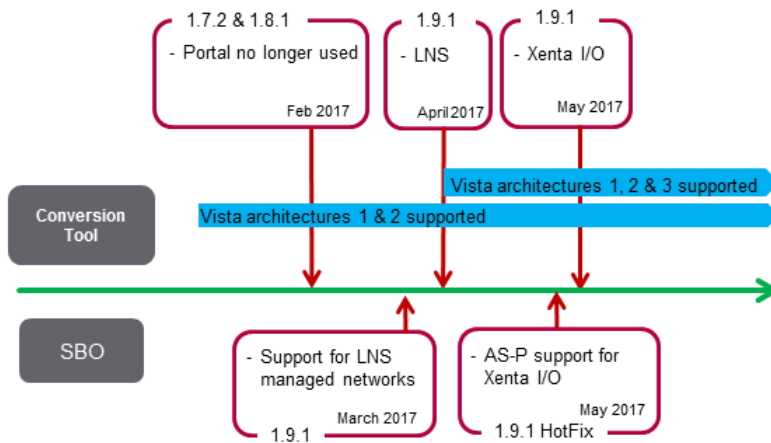 1.7.2 & 1.8.1
- Portal no longer used
Feb 2017
1.9.1
- LNS
April 2017
1.9.1
- Xenta I/O
May 2017
Vista architectures 1, 2 & 3 supported
Vista architectures 1 & 2 supported
Conversion
Tool
SBO
- Support for LNS
managed networks
March 2017
1.9.1
- AS-P support for
Xenta I/O
May 2017
1.9.1 HotFix